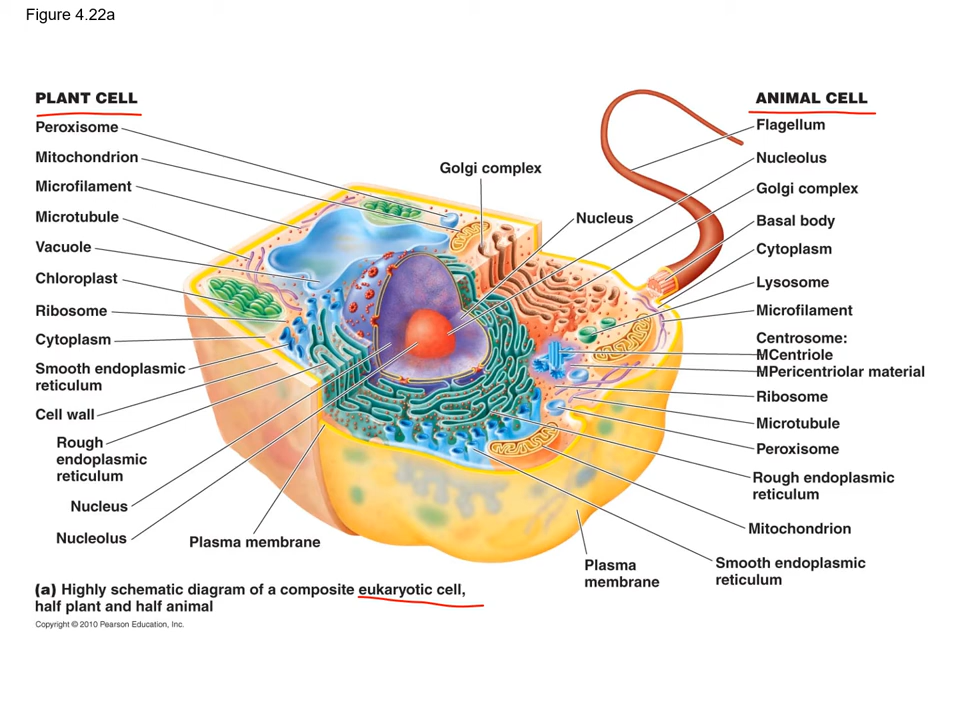 Figure 4.22a
PLANT CELL
Peroxisome
Mitochondrion
Microfilament
Microtubule
Vacuole
Chloroplast
Ribosome
Cytoplasm
Smooth endoplasmic
reticulum
Cell wall
Rough
endoplasmic
reticulum
Nucleus
Nucleolus
Plasma membrane
Golgi complex
Nucleus
ANIMAL CELL
Flagellum
Nucleolus
Golgi complex
Basal body
Cytoplasm
Lysosome
Microfilament
Centrosome:
MCentriole
MPericentriolar material
Ribosome
Microtubule
Peroxisome
Rough endoplasmic
reticulum
Mitochondrion
Smooth endoplasmic
reticulum
Plasma
membrane
(a) Highly schematic diagram of a composite eukaryotic cell,
half plant and half animal
Copyright © 2010 Pearson Education, Inc.